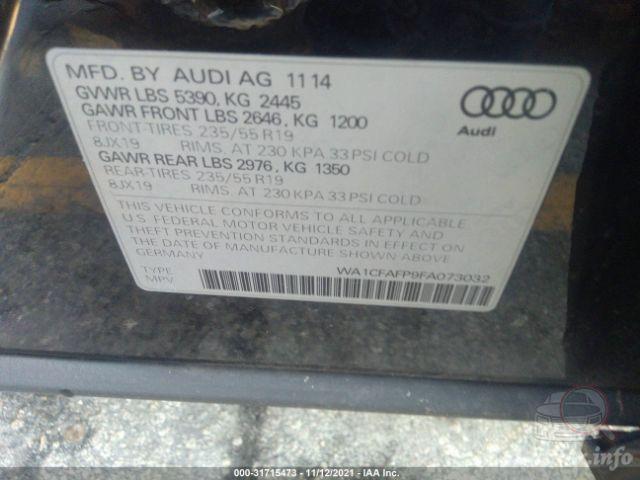 MFD. BY AUDI AG 11 14
GVWR LBS 5390, KG 2445
GAWR FRONT LBS 2646, KG 1200
FRONT-TIRES 235/55 R19
8JX19 RIMS. AT 230 KPA 33 PSI COLD
GAWR REAR LBS 2976, KG 1350
REAR-TIRES 235/55 R19
8JX19 RIMS. AT 230 KPA 33 PSI COLD
THIS VEHICLE CONFORMS TO ALL APPLICABLE
U.S. FEDERAL MOTOR VEHICLE SAFETY AND
THEFT PREVENTION STANDARDS IN EFFECT ON
THE DATE OF MANUFACTURE SHOWN ABOVE
GERMANY
TYPE WA1CFAFP9FA073032
MPV
Audi
.info
000-31715473 - 11/12/2021 - IAA Inc.